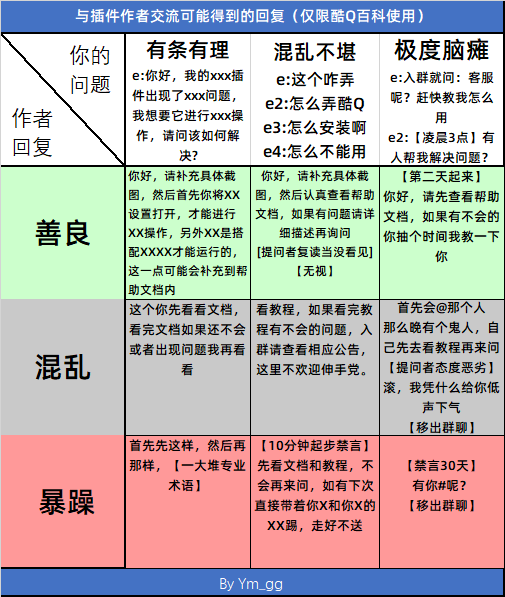 与插件作者交流可能得到的回复（仅限酷Q百科使用）
你的
问题
作者
回复
有条有理
e:你好，我的xxx插
件出现了xxx问题，
我想要它进行xxx操
作，请问该如何解
决？
混乱不堪
e:这个咋弄
e2:怎么弄酷Q
e3:怎么安装啊
e4:怎么不能用
极度脑瘫
e:入群就问：客服
呢？赶快教我怎么
用
e2:【凌晨3点】有
人帮我解决问题？
善良
你好，请补充具体截
图，然后首先你将XX
设置打开，才能进行
XX操作，另外XX是搭
配XXXX才能运行的，
这一点可能会补充到帮
助文档内
你好，请补充具体截
图，然后认真查看帮助
文档，如果有问题请详
细描述再询问
[提问者复读当没看见]
【无视】
【第二天起来】
你好，请先查看帮助
文档，如果有不会的
你抽个时间我教一下
你
混乱
这个你先看看文档，
看完文档如果还不会
或者出现问题我再看
看
看教程，如果看完教
程有不会的问题，入
群请查看相应公告，
这里不欢迎伸手党。
首先会@那个人
那么晚有个鬼人，自
己先去看教程再来问
【提问者态度恶劣】
滚，我凭什么给你低
声下气
【移出群聊】
暴躁
首先先这样，然后再
那样，【一大堆专业
术语】
【10分钟起步禁言】
先看文档和教程，不
会再来问，如有下次
直接带着你X和你X的
XX踢，走好不送
【禁言30天】
有你#呢？
【移出群聊】
By Ym_gg